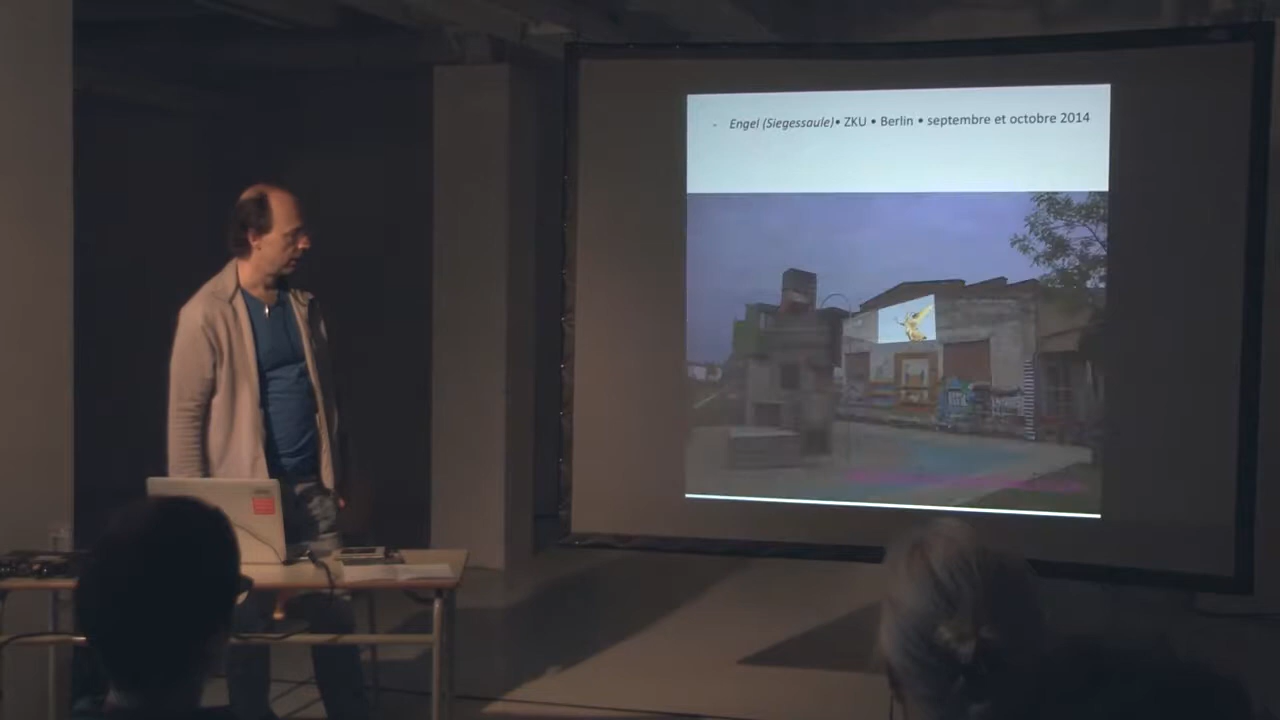 - Engel (Siegessaule)• ZKU • Berlin • septembre et octobre 2014